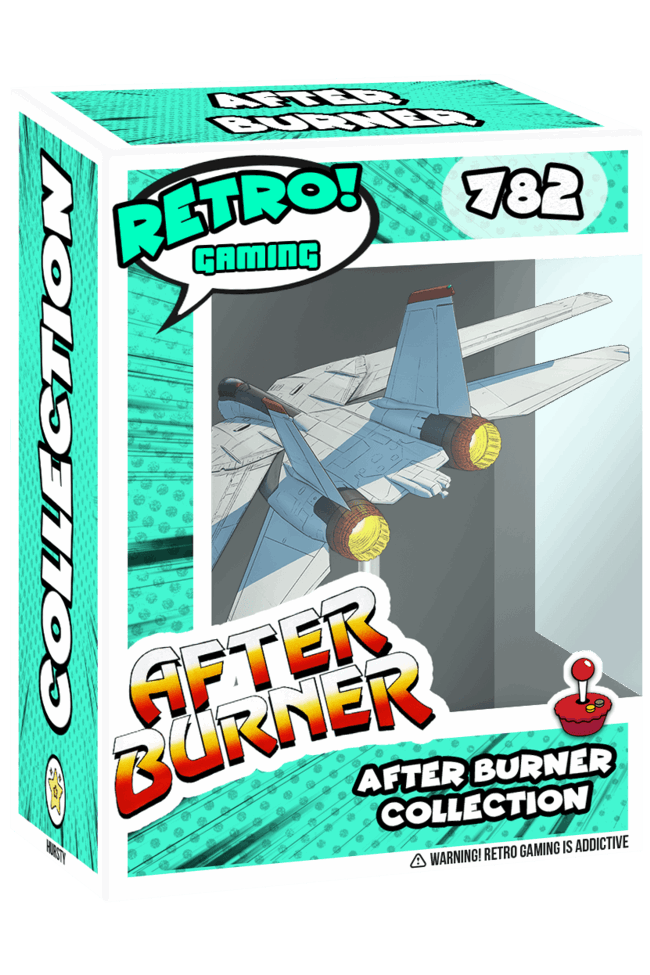 AFTER
BURNER
COLLECTION
HURSTY
RETRO!
GAMING
782
AFTER
BURNER
AFTER BURNER
COLLECTION
WARNING! RETRO GAMING IS ADDICTIVE